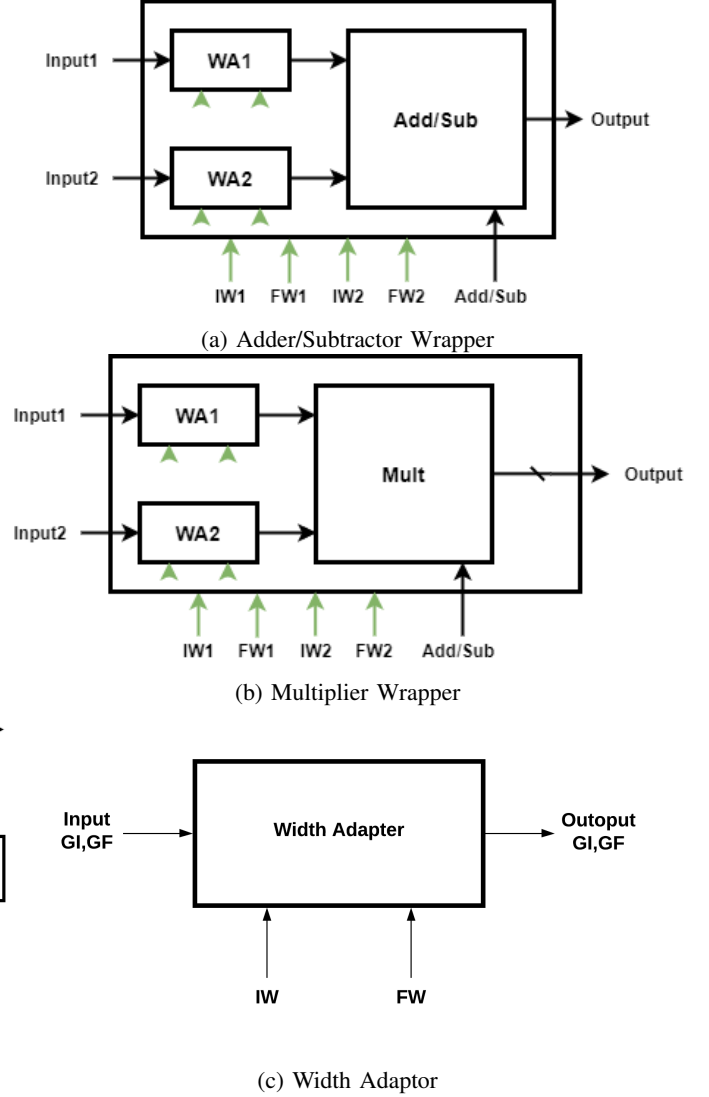 Input1
WA1
Add/Sub
Output
Input2
WA2
IW1 FW1 IW2 FW2 Add/Sub
(a) Adder/Subtractor Wrapper
Input1
WA1
Mult
Output
Input2
WA2
IW1 FW1 IW2 FW2 Add/Sub
(b) Multiplier Wrapper
Input
GI,GF
Width Adapter
Outoput
GI,GF
IW FW
(c) Width Adaptor